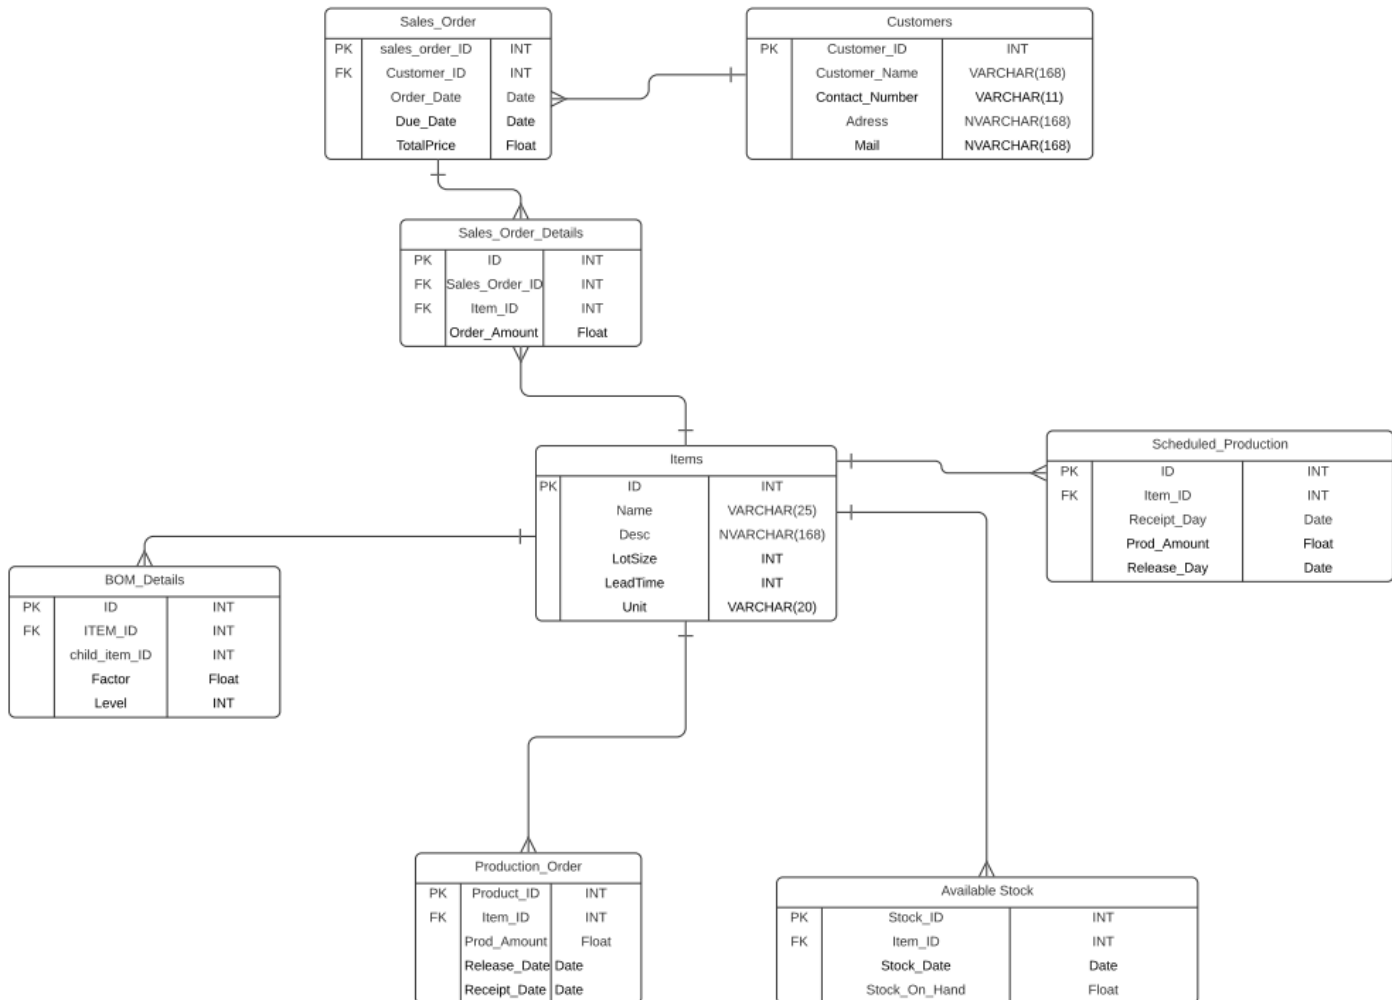 Sales_Order
PK sales_order_ID INT
FK Customer_ID INT
Order_Date Date
Due_Date Date
TotalPrice Float
Customers
PK Customer_ID INT
Customer_Name VARCHAR(168)
Contact_Number VARCHAR(11)
Adress NVARCHAR(168)
Mail NVARCHAR(168)
Sales_Order_Details
PK ID INT
FK Sales_Order_ID INT
FK Item_ID INT
Order_Amount Float
Items
PK ID INT
Name VARCHAR(25)
Desc NVARCHAR(168)
LotSize INT
LeadTime INT
Unit VARCHAR(20)
Scheduled_Production
PK ID INT
FK Item_ID INT
Receipt_Day Date
Prod_Amount Float
Release_Day Date
BOM_Details
PK ID INT
FK ITEM_ID INT
child_item_ID INT
Factor Float
Level INT
Production_Order
PK Product_ID INT
FK Item_ID INT
Prod_Amount Float
Release_Date Date
Receipt_Date Date
Available Stock
PK Stock_ID INT
FK Item_ID INT
Stock_Date Date
Stock_On_Hand Float